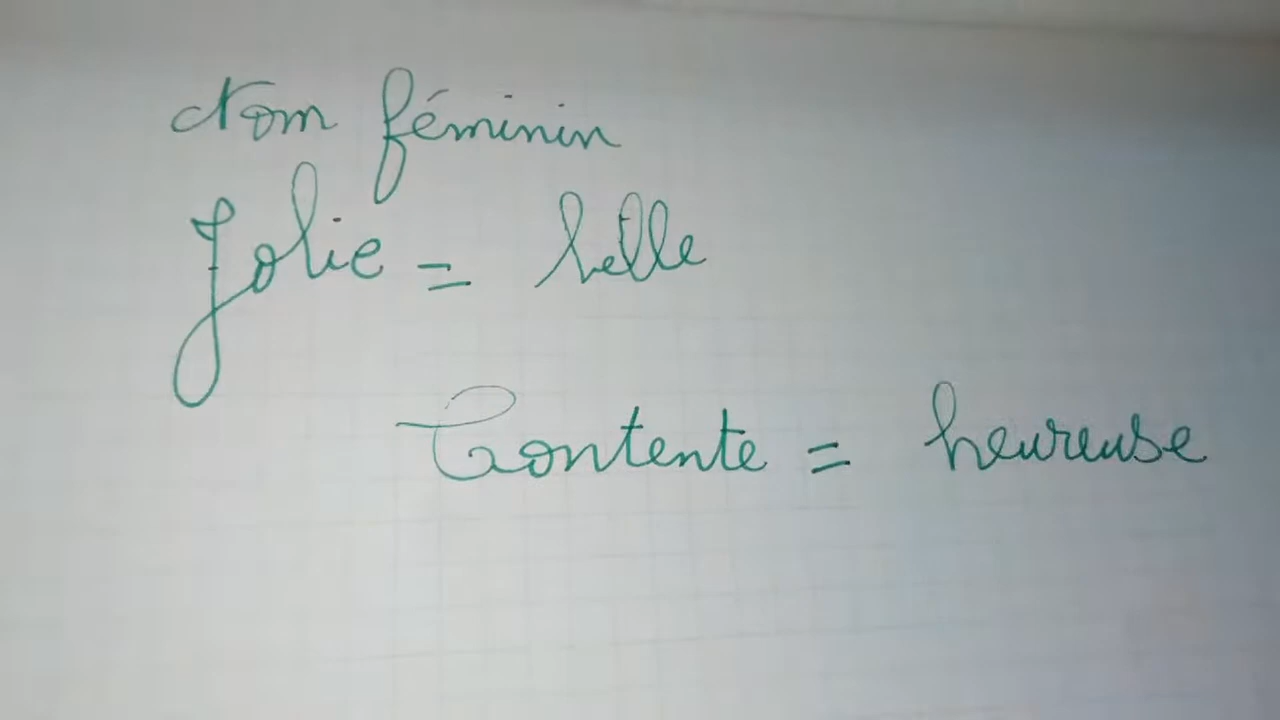 Nom féminin
Jolie = belle
Contente = heureuse